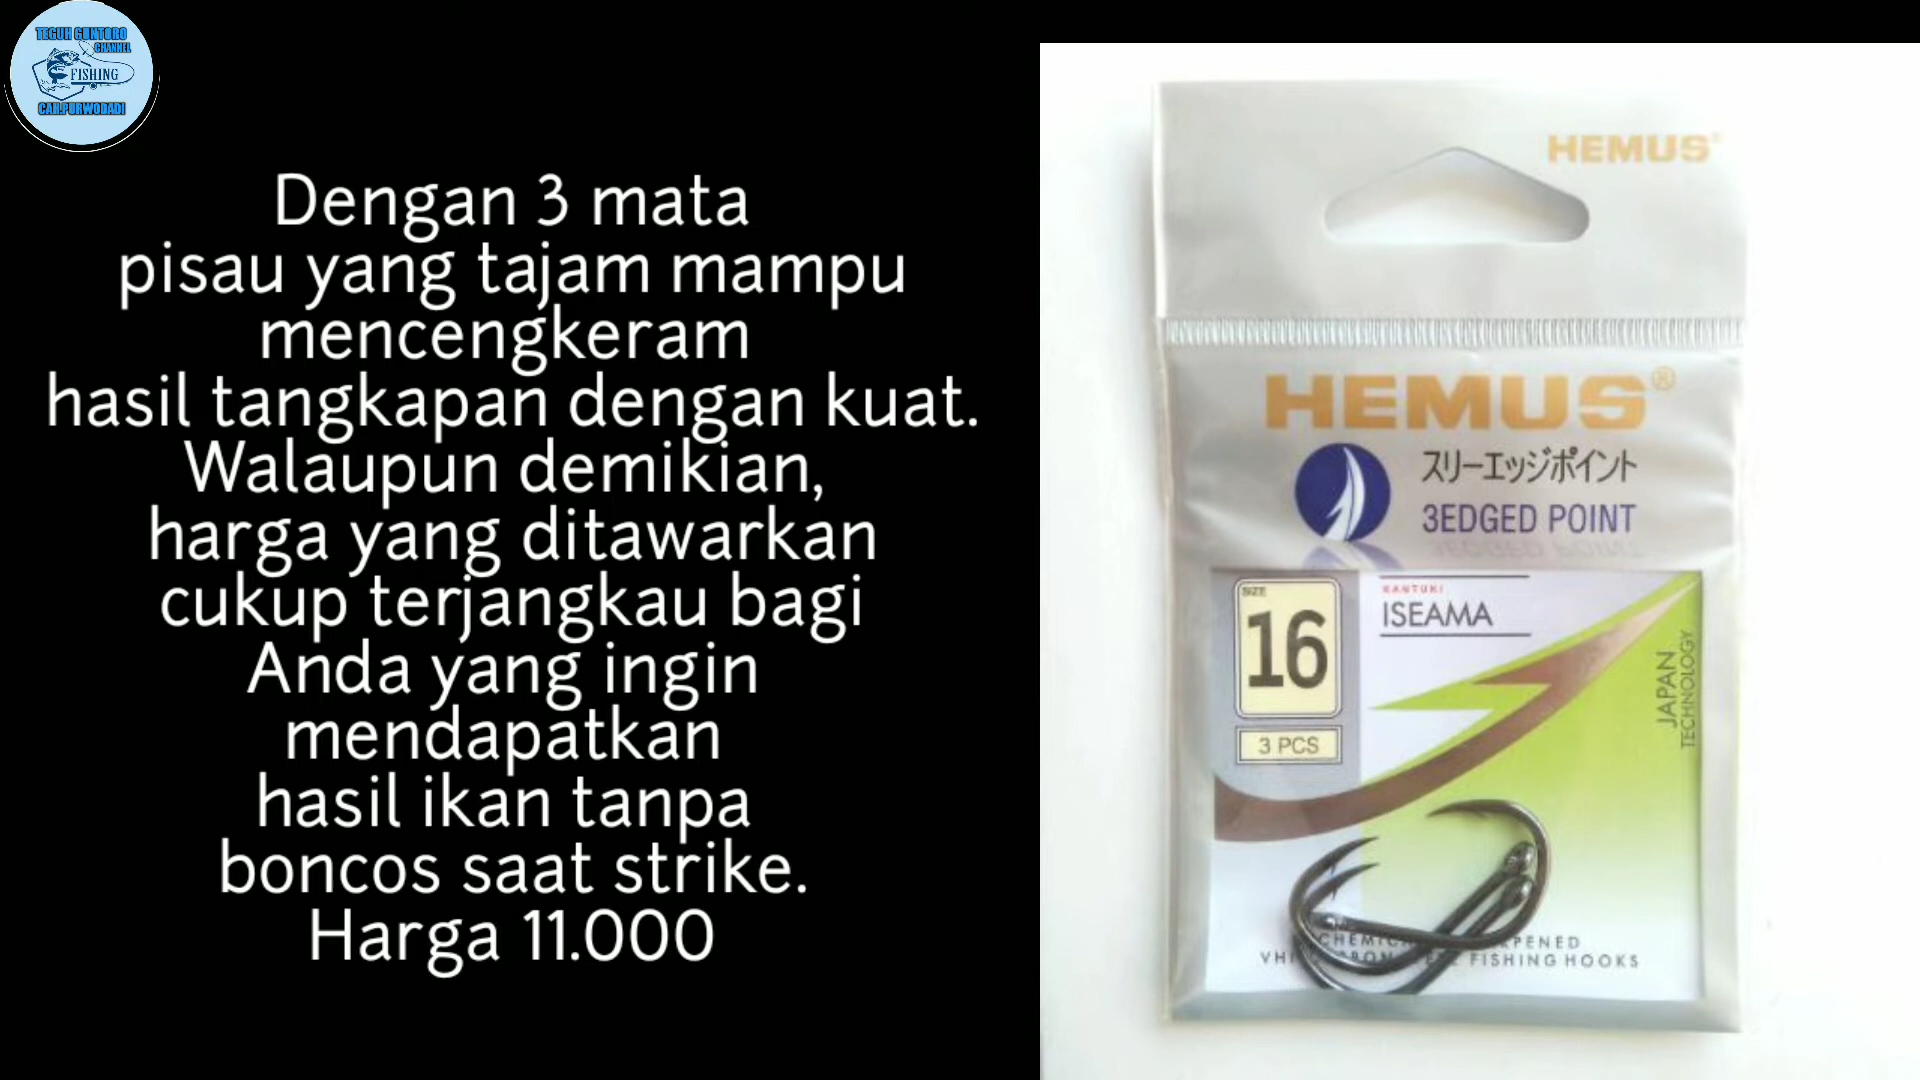 TEGUH GUNTORO
CHANNEL
FISHING
CAH.PURWODADI
Dengan 3 mata
pisau yang tajam mampu
mencengkeram
hasil tangkapan dengan kuat.
Walaupun demikian,
harga yang ditawarkan
cukup terjangkau bagi
Anda yang ingin
mendapatkan
hasil ikan tanpa
boncos saat strike.
Harga 11.000
HEMUS®
HEMUS®
スリーエッジポイント
3EDGED POINT
SIZE
16
3 PCS
KANTUKI
ISEAMA
JAPAN
TECHNOLOGY
FISHING HOOKS